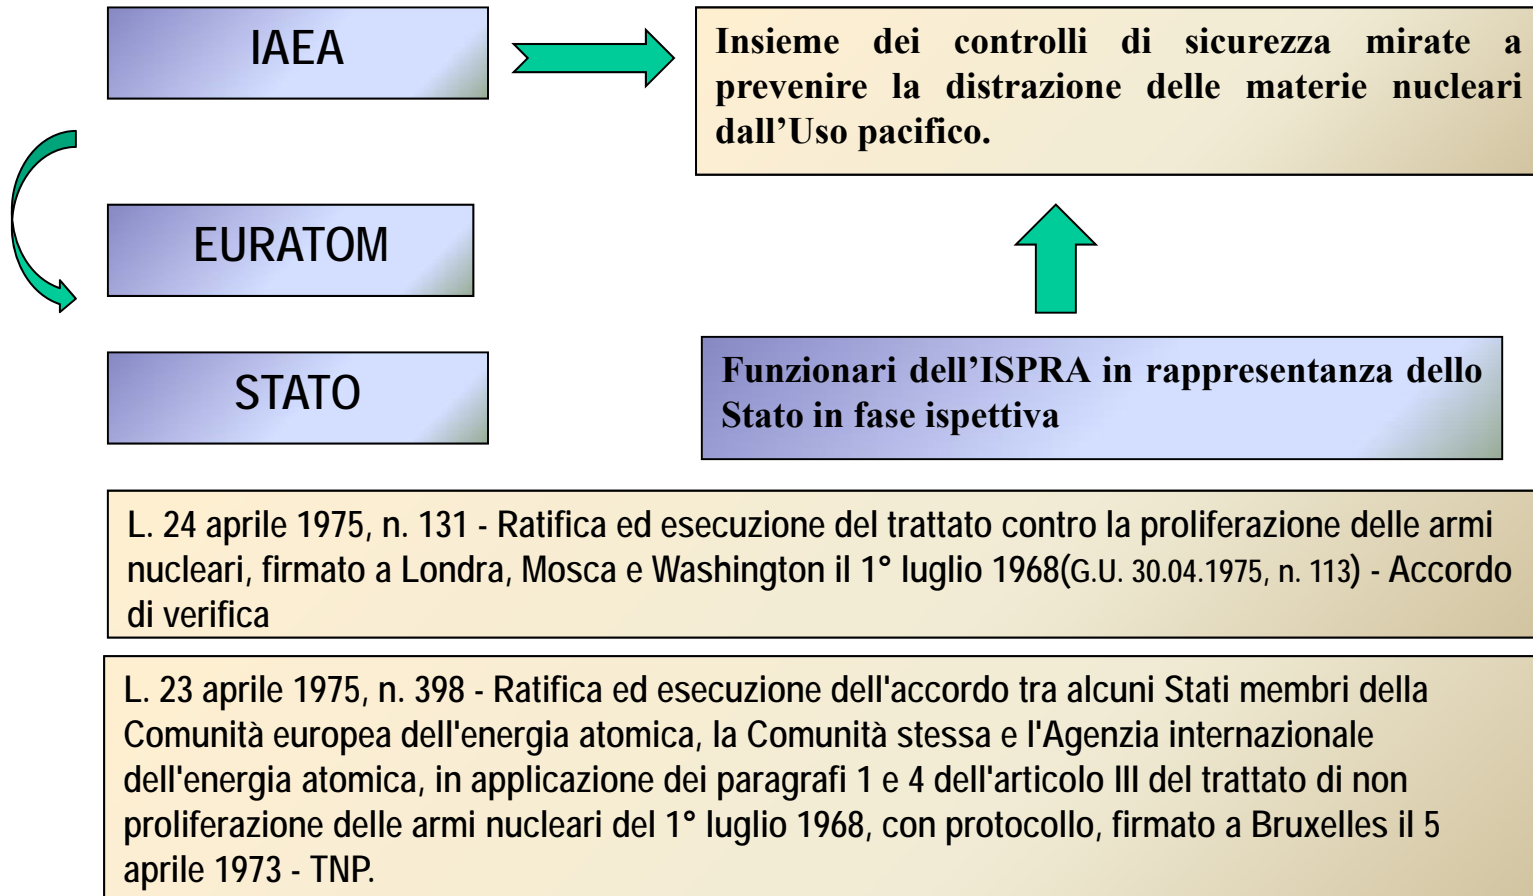 IAEA
Insieme dei controlli di sicurezza mirate a
prevenire la distrazione delle materie nucleari
dall’Uso pacifico.
EURATOM
STATO
Funzionari dell’ISPRA in rappresentanza dello
Stato in fase ispettiva
L. 24 aprile 1975, n. 131 - Ratifica ed esecuzione del trattato contro la proliferazione delle armi
nucleari, firmato a Londra, Mosca e Washington il 1° luglio 1968(G.U. 30.04.1975, n. 113) - Accordo
di verifica
L. 23 aprile 1975, n. 398 - Ratifica ed esecuzione dell'accordo tra alcuni Stati membri della
Comunità europea dell'energia atomica, la Comunità stessa e l'Agenzia internazionale
dell'energia atomica, in applicazione dei paragrafi 1 e 4 dell'articolo III del trattato di non
proliferazione delle armi nucleari del 1° luglio 1968, con protocollo, firmato a Bruxelles il 5
aprile 1973 - TNP.